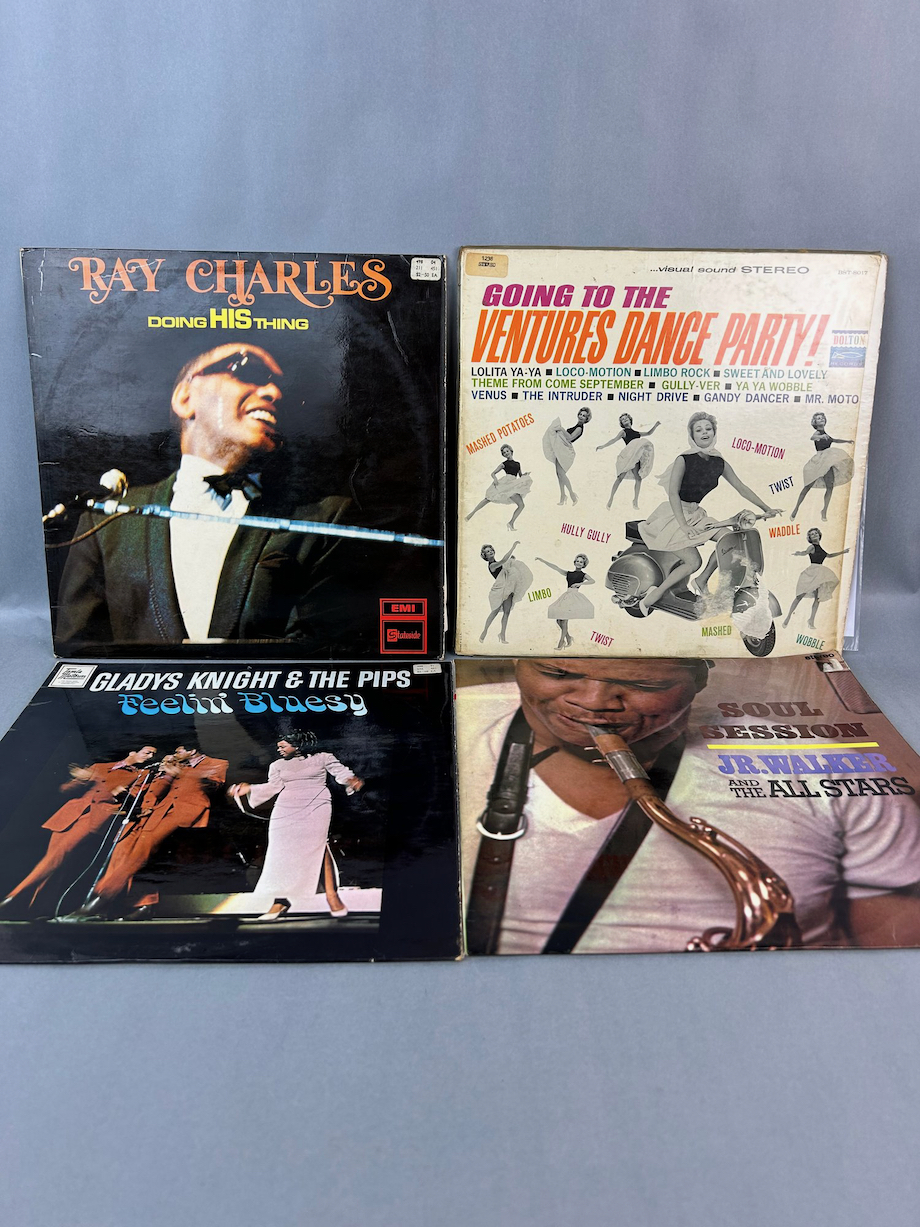 RAY CHARLES
DOING HIS THING
EMI
Stateside
1236
...visual sound STEREO
GOING TO THE
VENTURES DANCE PARTY!
DOLTON
LOLITA YA-YA ■ LOCO-MOTION ■ LIMBO ROCK ■ SWEET AND LOVELY
THEME FROM COME SEPTEMBER ■ GULLY-VER ■ YA YA WOBBLE
VENUS ■ THE INTRUDER ■ NIGHT DRIVE ■ GANDY DANCER ■ MR. MOTO
MASHED POTATOES
LOCO-MOTION
TWIST
HULLY GULLY
WADDLE
LIMBO
TWIST
MASHED
WOBBLE
GLADYS KNIGHT & THE PIPS
Feelin' Bluesy
STEREO
SOUL
SESSION
JR. WALKER
AND THE ALL STARS